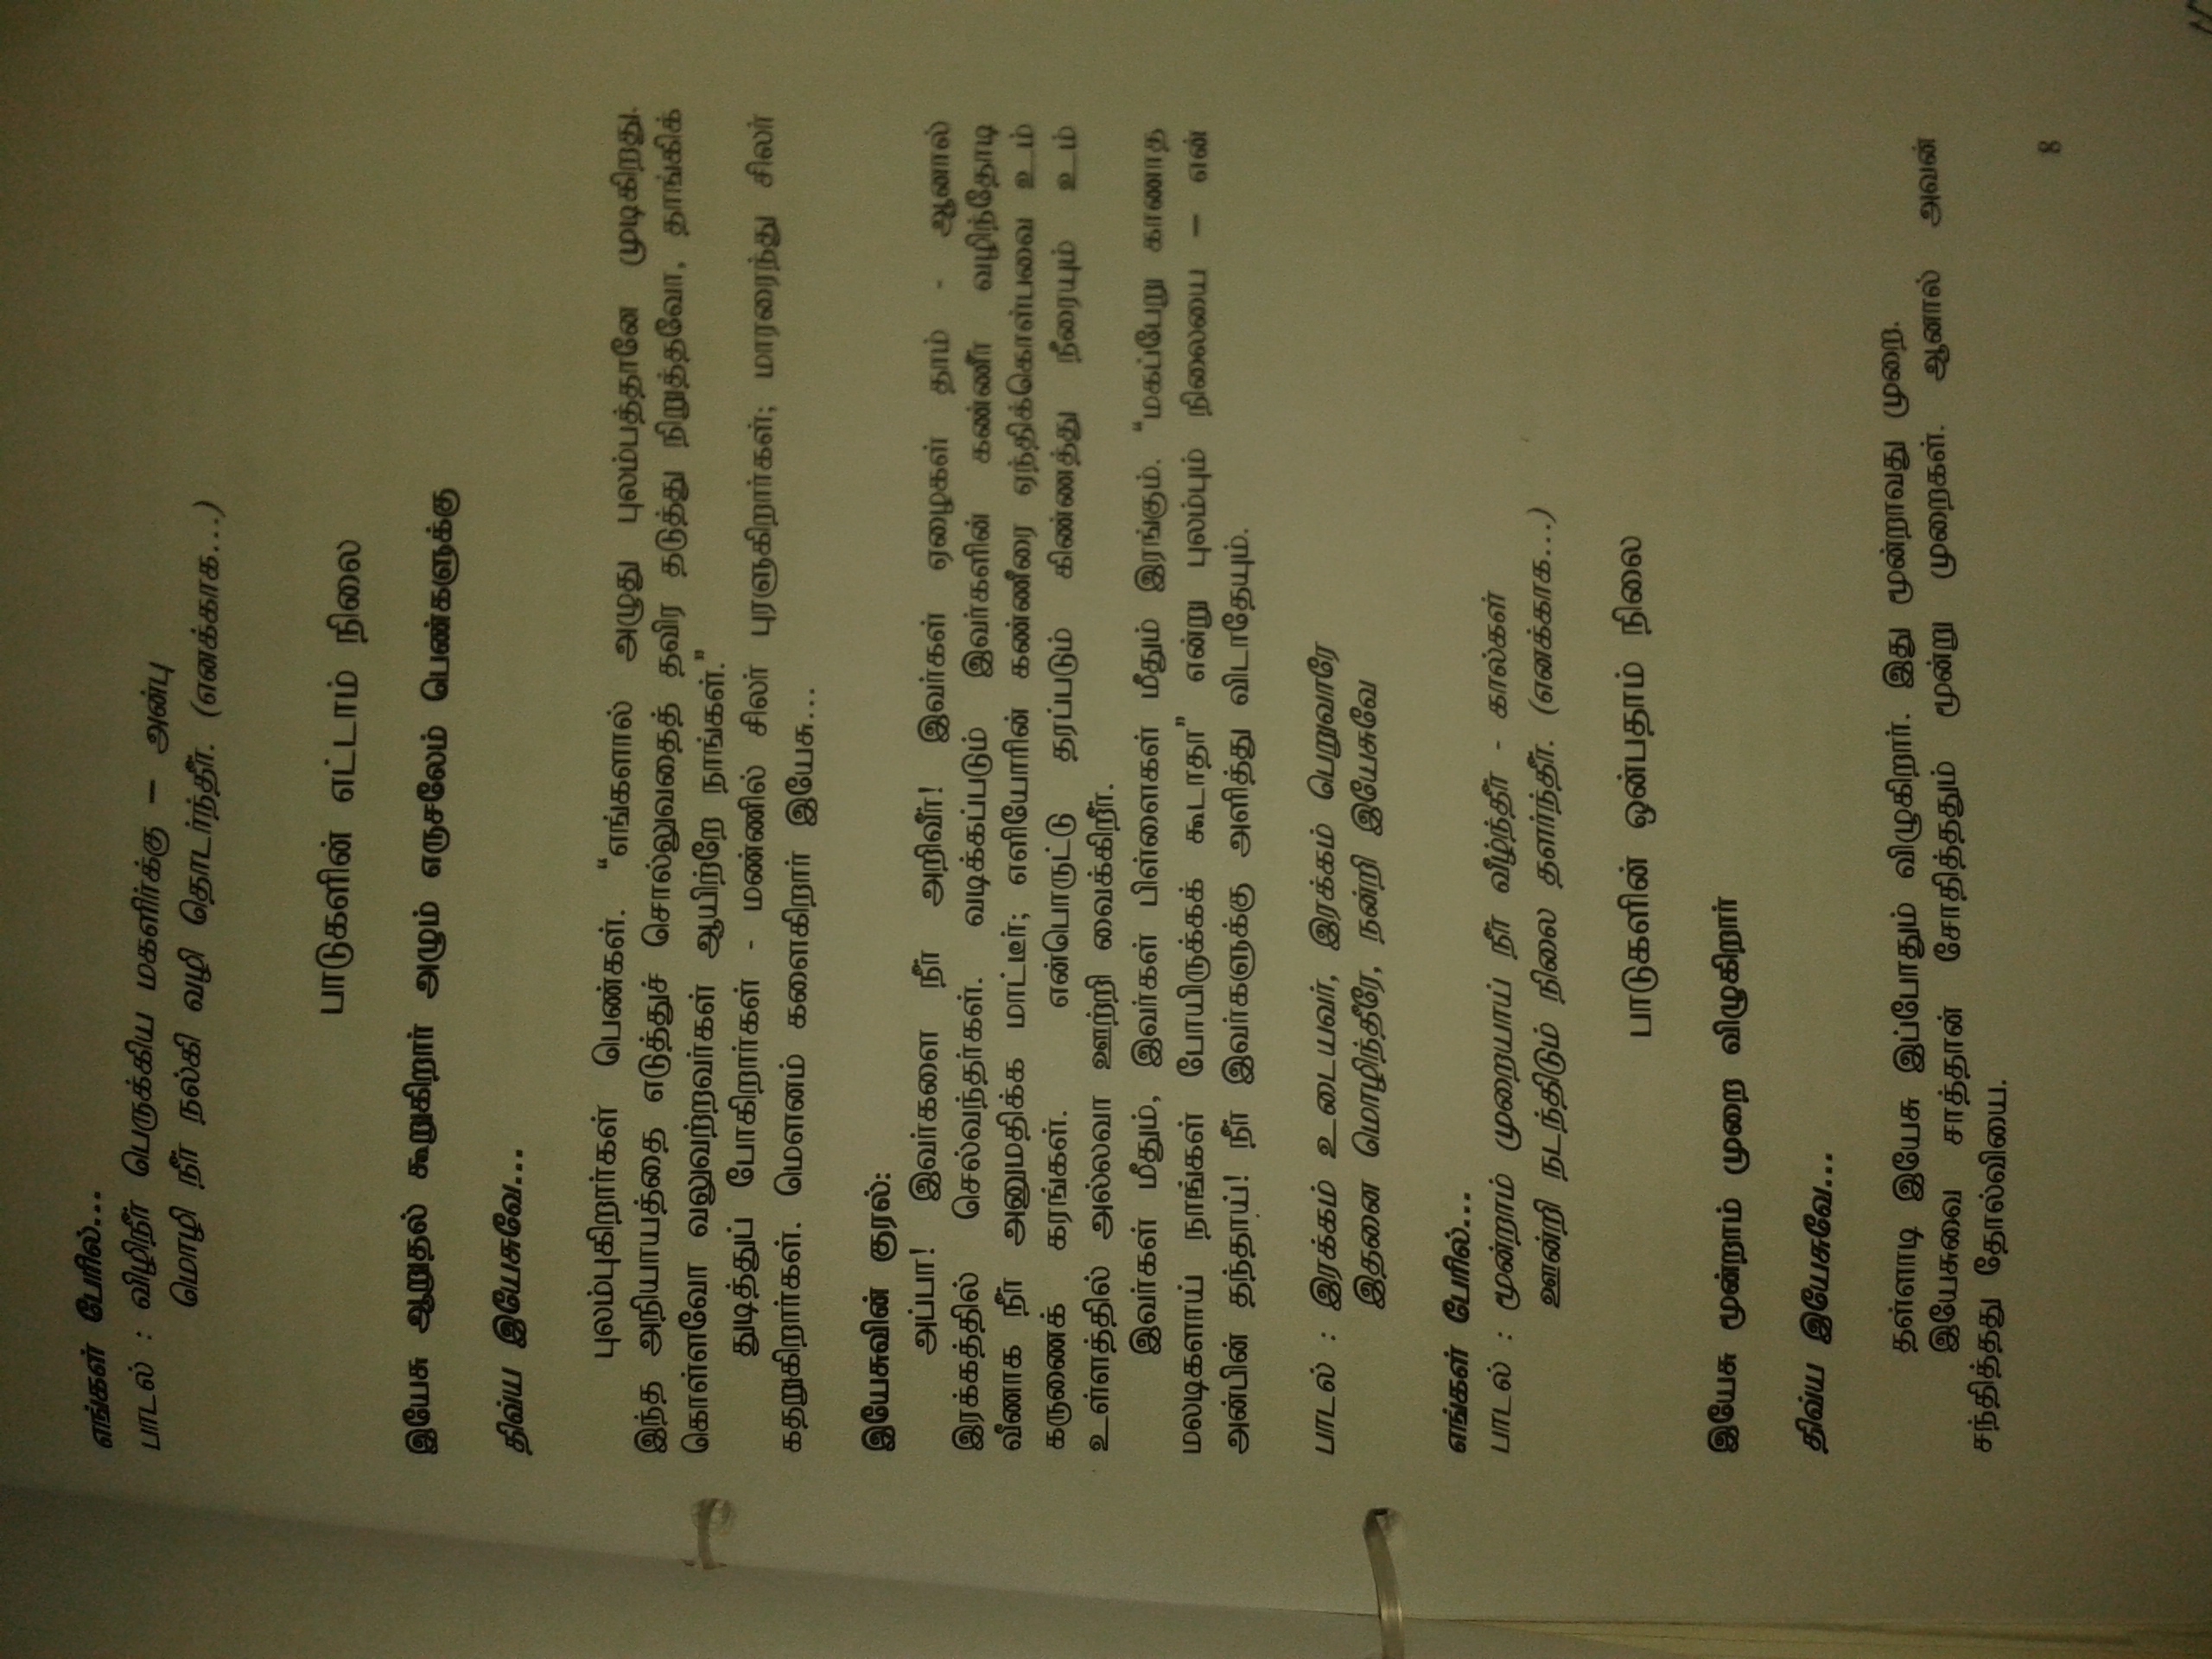 எங்கள் பேரில்...
பாடல் : விழிநீர் பெருக்கிய மகளிர்க்கு – அன்பு
மொழி நீர் நல்கி வழி தொடர்ந்தீர். (எனக்காக...)
பாடுகளின் எட்டாம் நிலை
இயேசு ஆறுதல் கூறுகிறார் அழும் எருசலேம் பெண்களுக்கு
திவ்ய இயேசுவே...
புலம்புகிறார்கள் பெண்கள். “எங்களால் அழுது புலம்பத்தானே முடிகிறது.
இந்த அநியாயத்தை எடுத்துச் சொல்லுவதைத் தவிர தடுத்து நிறுத்தவோ, தாங்கிக்
கொள்ளவோ வலுவற்றவர்கள் ஆயிற்றே நாங்கள்.”
துடித்துப் போகிறார்கள் - மண்ணில் சிலர் புரளுகிறார்கள்; மாரரைந்து சிலர்
கதறுகிறார்கள். மௌனம் களைகிறார் இயேசு...
இயேசுவின் குரல்:
அப்பா! இவர்களை நீர் அறிவீர்! இவர்கள் ஏழைகள் தாம் - ஆனால்
இரக்கத்தில் செல்வந்தர்கள். வடிக்கப்படும் இவர்களின் கண்ணீர் வழிந்தோடி
வீணாக நீர் அனுமதிக்க மாட்டீர்; எளியோரின் கண்ணீரை ஏந்திக்கொள்பவை உம்
கருணைக் கரங்கள். என்பொருட்டு தரப்படும் கிண்ணத்து நீரையும் உம்
உள்ளத்தில் அல்லவா ஊற்றி வைக்கிறீர்.
இவர்கள் மீதும், இவர்கள் பிள்ளைகள் மீதும் இரங்கும். “மகப்பேறு காணாத
மலடிகளாய் நாங்கள் போயிருக்கக் கூடாதா” என்று புலம்பும் நிலையை – என்
அன்பின் தந்தாய்! நீர் இவர்களுக்கு அளித்து விடாதேயும்.
பாடல் : இரக்கம் உடையவர், இரக்கம் பெறுவாரே
இதனை மொழிந்தீரே, நன்றி இயேசுவே
எங்கள் பேரில்...
பாடல் : மூன்றாம் முறையாய் நீர் வீழ்ந்தீர் - கால்கள்
ஊன்றி நடந்திடும் நிலை தளர்ந்தீர். (எனக்காக...)
பாடுகளின் ஒன்பதாம் நிலை
இயேசு மூன்றாம் முறை விழுகிறார்
திவ்ய இயேசுவே...
தள்ளாடி இயேசு இப்போதும் விழுகிறார். இது மூன்றாவது முறை.
இயேசுவை சாத்தான் சோதித்ததும் மூன்று முறைகள். ஆனால் அவன்
சந்தித்தது தோல்வியை.
8